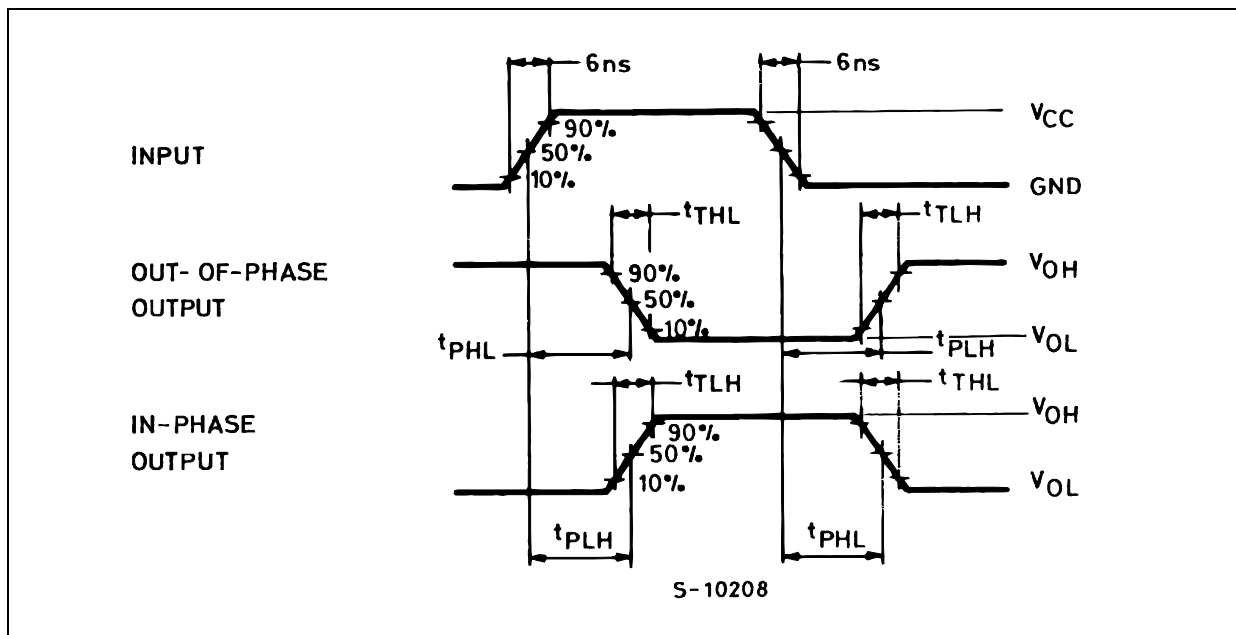 6ns
6ns
INPUT
90%
50%
10%
VCC
GND
tTHL
tTLH
OUT-OF-PHASE
OUTPUT
90%
50%
10%
VOH
VOL
tPHL
tPLH
tTLH
tTHL
IN-PHASE
OUTPUT
90%
50%
10%
VOH
VOL
tPLH
tPHL
S-10208